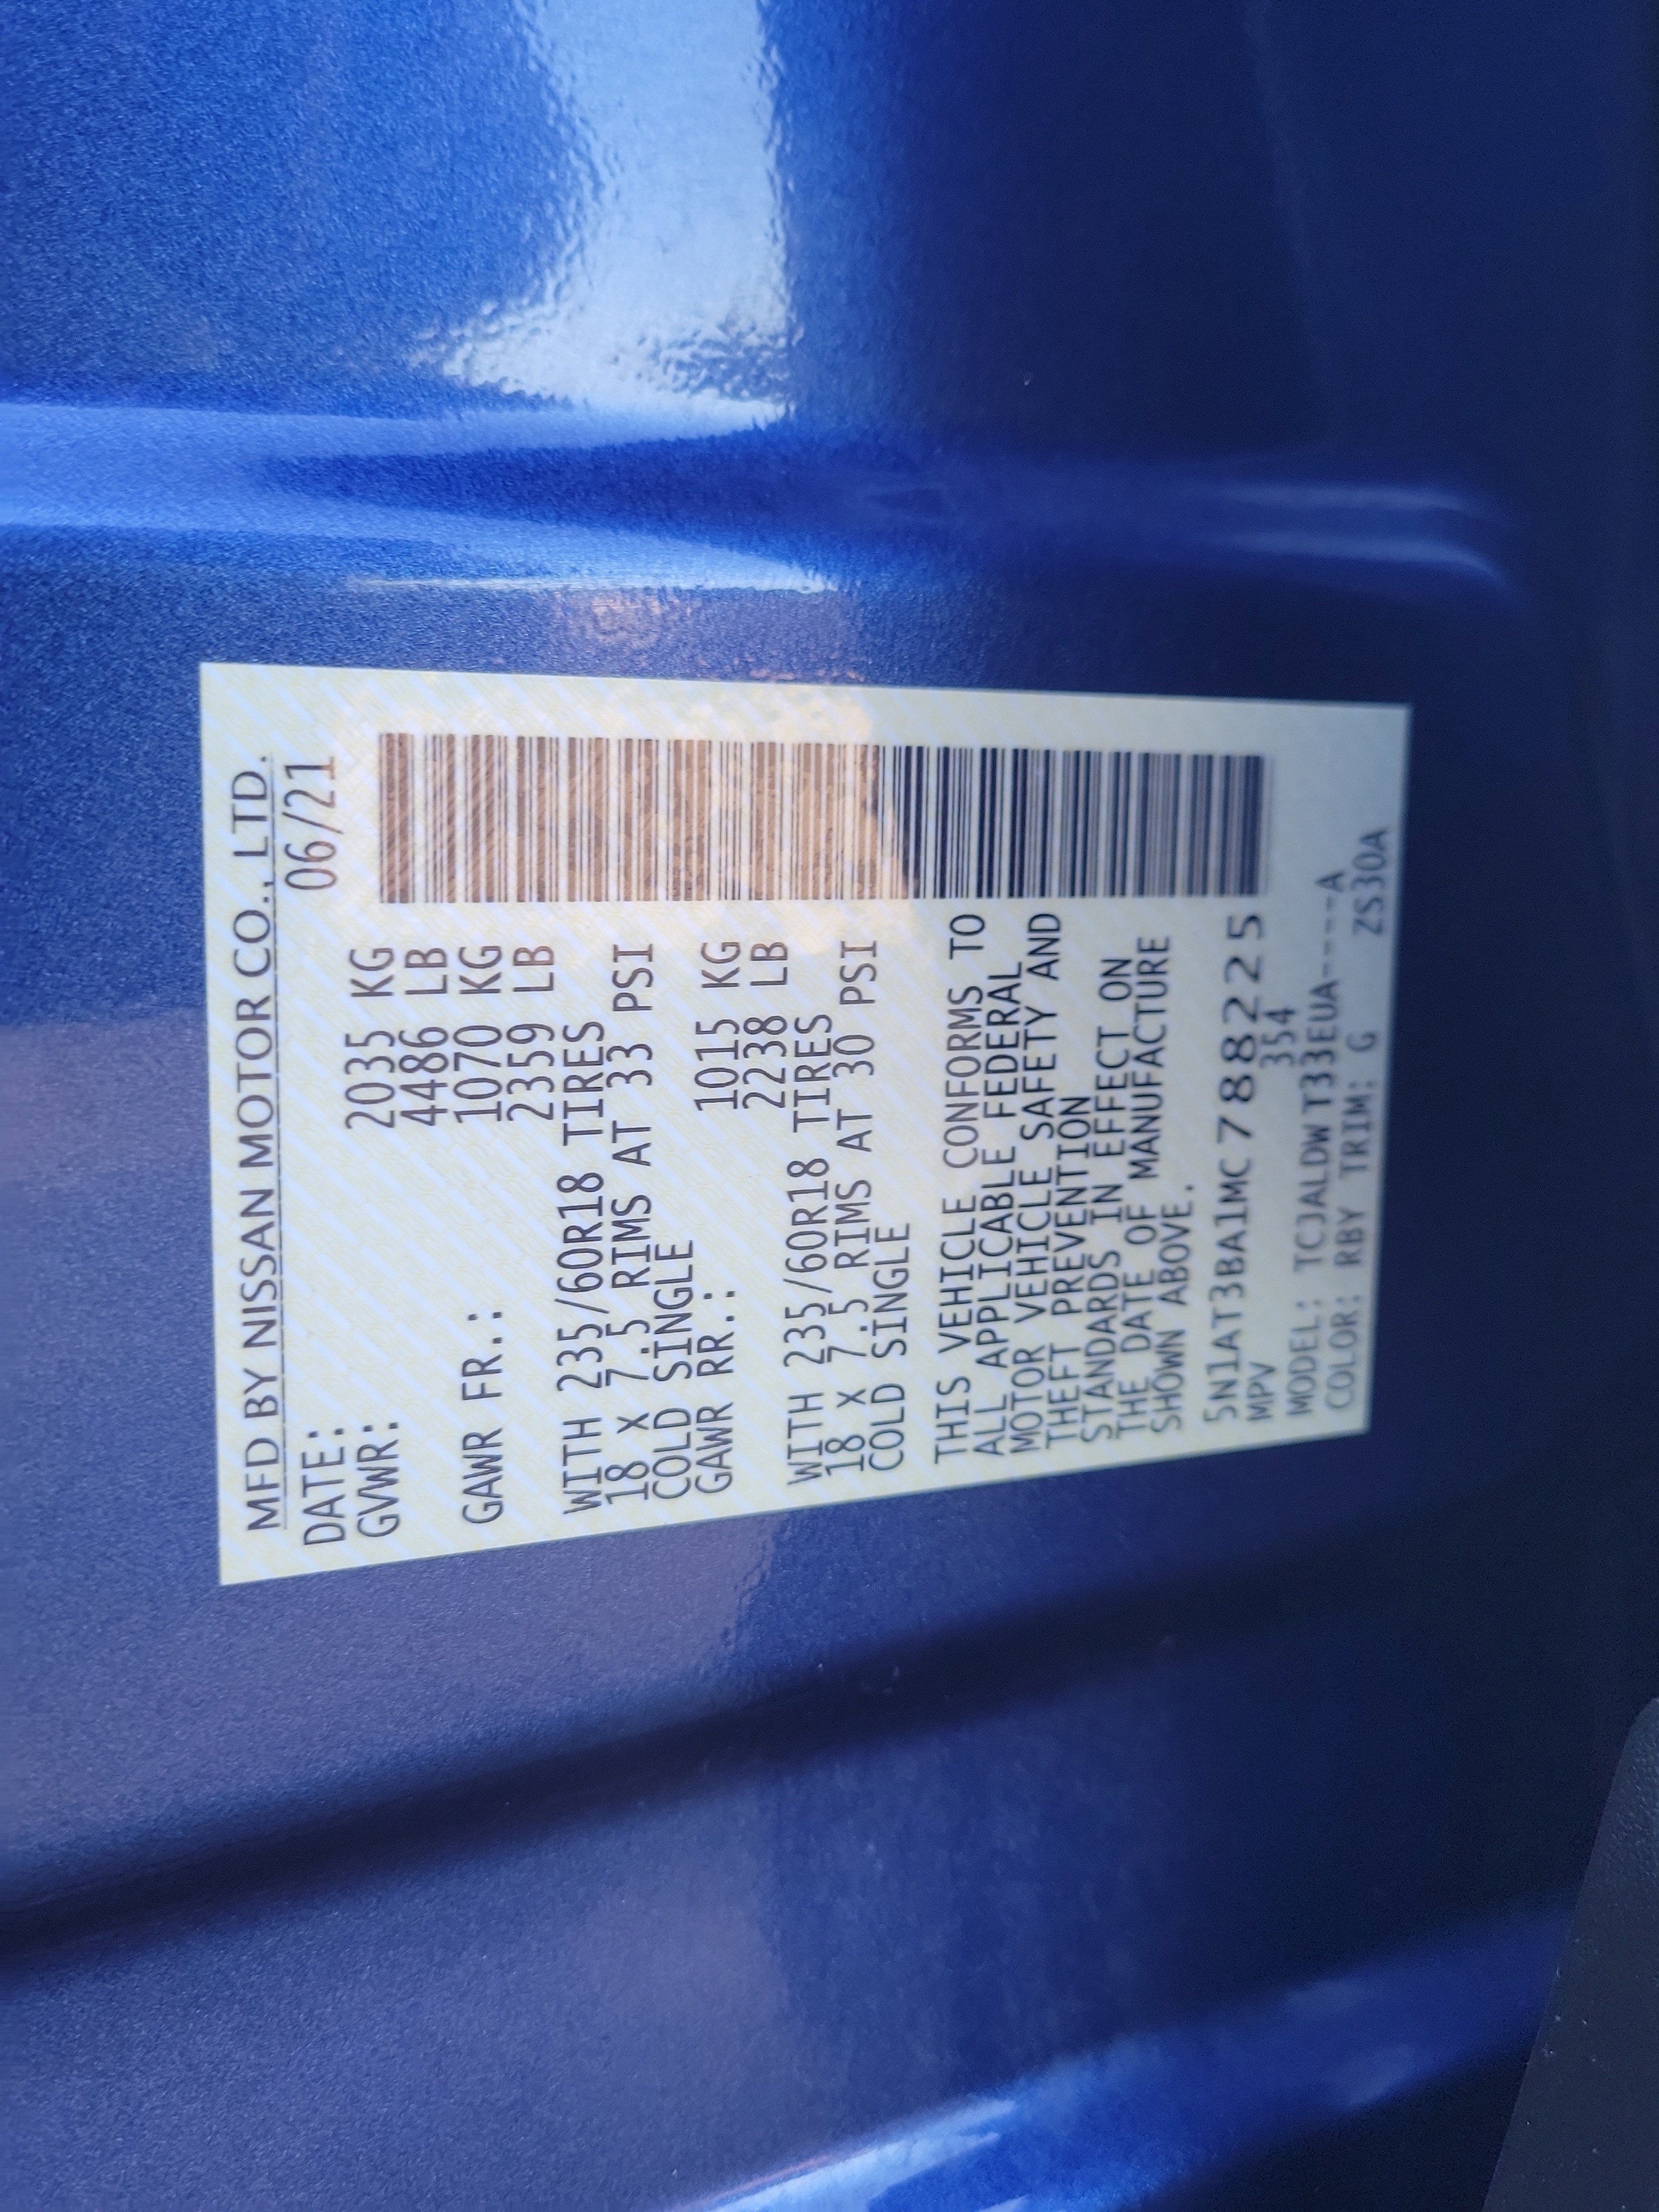 MFD BY NISSAN MOTOR CO., LTD.
DATE: 06/21
GVWR: 2035 KG
4486 LB
GAWR FR.: 1070 KG
2359 LB
WITH 235/60R18 TIRES
18 X 7.5 RIMS AT 33 PSI
COLD SINGLE
GAWR RR.: 1015 KG
2238 LB
WITH 235/60R18 TIRES
18 X 7.5 RIMS AT 30 PSI
COLD SINGLE
THIS VEHICLE CONFORMS TO
ALL APPLICABLE FEDERAL
MOTOR VEHICLE SAFETY AND
THEFT PREVENTION
STANDARDS IN EFFECT ON
THE DATE OF MANUFACTURE
SHOWN ABOVE.
5N1AT3BA1MC788225
MPV 354
MODEL: TCJALDWT33EUA----A
COLOR: RBY TRIM: G ZS30A